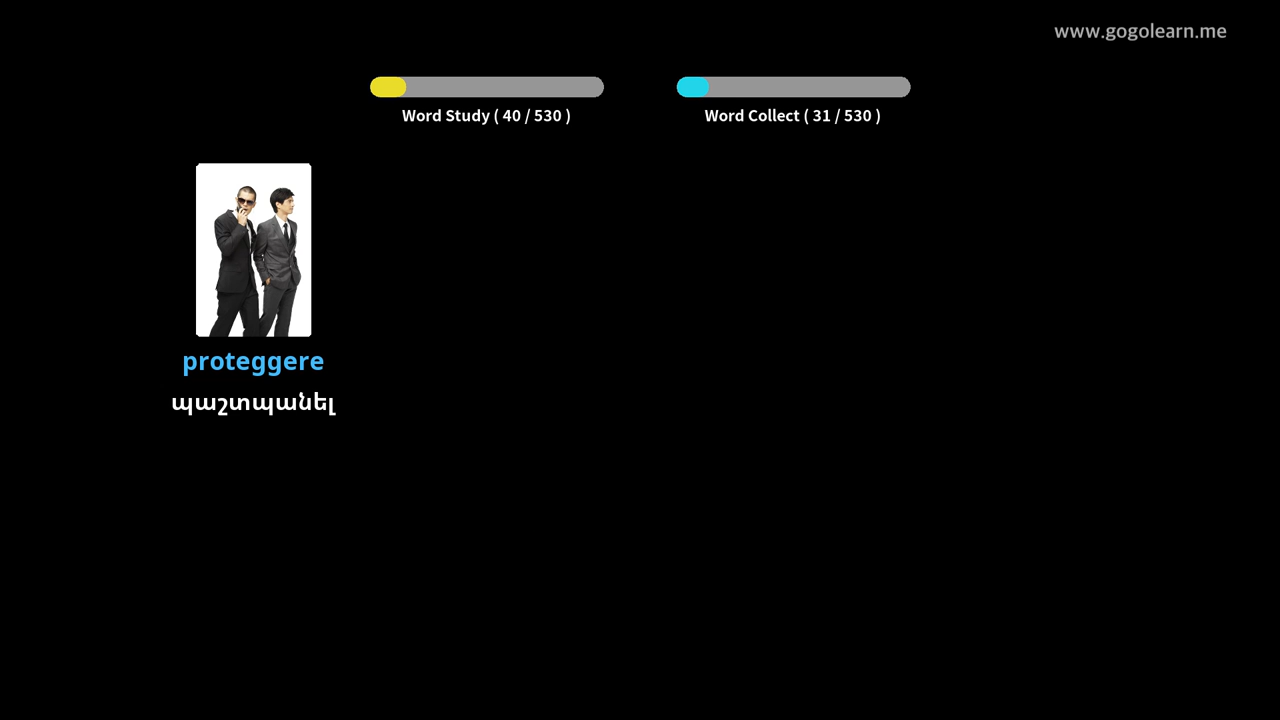 www.gogolearn.me
Word Study ( 40 / 530 )
Word Collect ( 31 / 530 )
proteggere
պաշտպանել